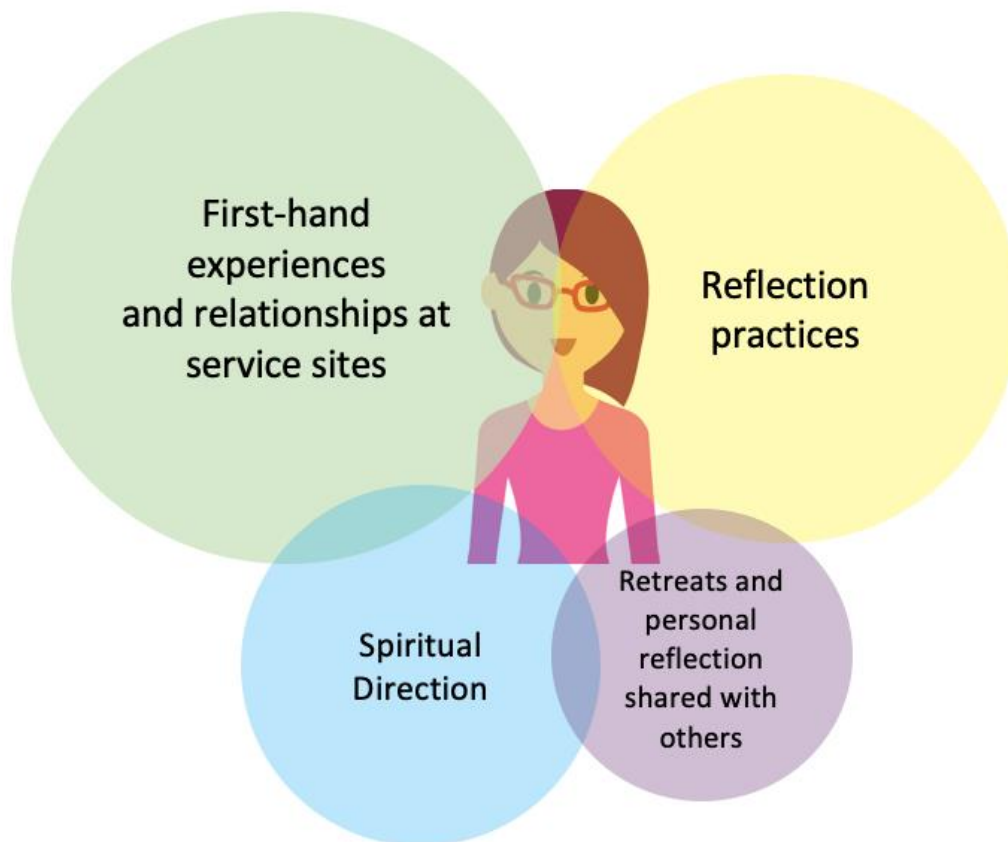 First-hand
experiences
and relationships at
service sites
Reflection
practices
Spiritual
Direction
Retreats and
personal
reflection
shared with
others